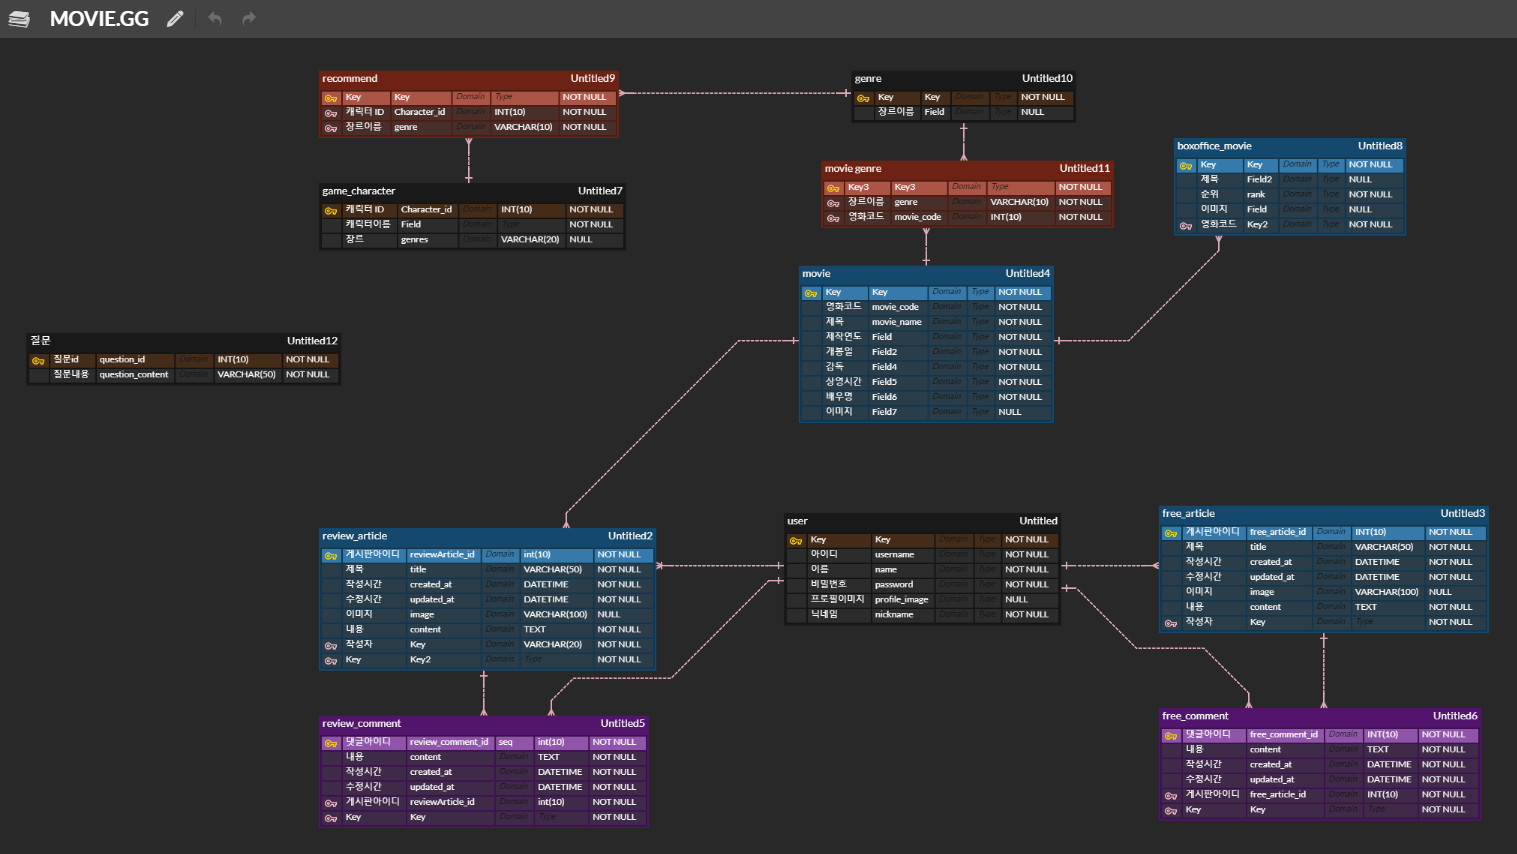 MOVIE.GG
recommend Untitled9
Key Key Domain Type NOT NULL
캐릭터 ID Character_id Domain INT(10) NOT NULL
장르이름 genre Domain VARCHAR(10) NOT NULL
genre Untitled10
Key Key Domain Type NOT NULL
장르이름 Field Domain Type NULL
boxoffice_movie Untitled8
Key Key Domain Type NOT NULL
제목 Field2 Domain Type NULL
순위 rank Domain Type NOT NULL
이미지 Field Domain Type NULL
영화코드 Key2 Domain Type NOT NULL
movie genre Untitled11
Key3 Key3 Domain Type NOT NULL
장르이름 genre Domain VARCHAR(10) NOT NULL
영화코드 movie_code Domain INT(10) NOT NULL
game_character Untitled7
캐릭터 ID Character_id Domain INT(10) NOT NULL
캐릭터이름 Field Domain Type NOT NULL
장르 genres Domain VARCHAR(20) NULL
movie Untitled4
Key Key Domain Type NOT NULL
영화코드 movie_code Domain Type NOT NULL
제목 movie_name Domain Type NOT NULL
제작연도 Field Domain Type NOT NULL
개봉일 Field2 Domain Type NOT NULL
감독 Field4 Domain Type NOT NULL
상영시간 Field5 Domain Type NOT NULL
배우명 Field6 Domain Type NOT NULL
이미지 Field7 Domain Type NULL
질문 Untitled12
질문id question_id Domain INT(10) NOT NULL
질문내용 question_content Domain VARCHAR(50) NOT NULL
review_article Untitled2
게시판아이디 reviewArticle_id Domain int(10) NOT NULL
제목 title Domain VARCHAR(50) NOT NULL
작성시간 created_at Domain DATETIME NOT NULL
수정시간 updated_at Domain DATETIME NOT NULL
이미지 image Domain VARCHAR(100) NULL
내용 content Domain TEXT NOT NULL
작성자 Key Domain VARCHAR(20) NOT NULL
Key Key2 Domain Type NOT NULL
user Untitled
Key Key Domain Type NOT NULL
아이디 username Domain Type NOT NULL
이름 name Domain Type NOT NULL
비밀번호 password Domain Type NOT NULL
프로필이미지 profile_image Domain Type NULL
닉네임 nickname Domain Type NOT NULL
free_article Untitled3
게시판아이디 free_article_id Domain INT(10) NOT NULL
제목 title Domain VARCHAR(50) NOT NULL
작성시간 created_at Domain DATETIME NOT NULL
수정시간 updated_at Domain DATETIME NOT NULL
이미지 image Domain VARCHAR(100) NULL
내용 content Domain TEXT NOT NULL
작성자 Key Domain Type NOT NULL
review_comment Untitled5
댓글아이디 review_comment_id seq int(10) NOT NULL
내용 content Domain TEXT NOT NULL
작성시간 created_at Domain DATETIME NOT NULL
수정시간 updated_at Domain DATETIME NOT NULL
게시판아이디 reviewArticle_id Domain int(10) NOT NULL
Key Key Domain Type NOT NULL
free_comment Untitled6
댓글아이디 free_comment_id Domain INT(10) NOT NULL
내용 content Domain TEXT NOT NULL
작성시간 created_at Domain DATETIME NOT NULL
수정시간 updated_at Domain DATETIME NOT NULL
게시판아이디 free_article_id Domain INT(10) NOT NULL
Key Key Domain Type NOT NULL